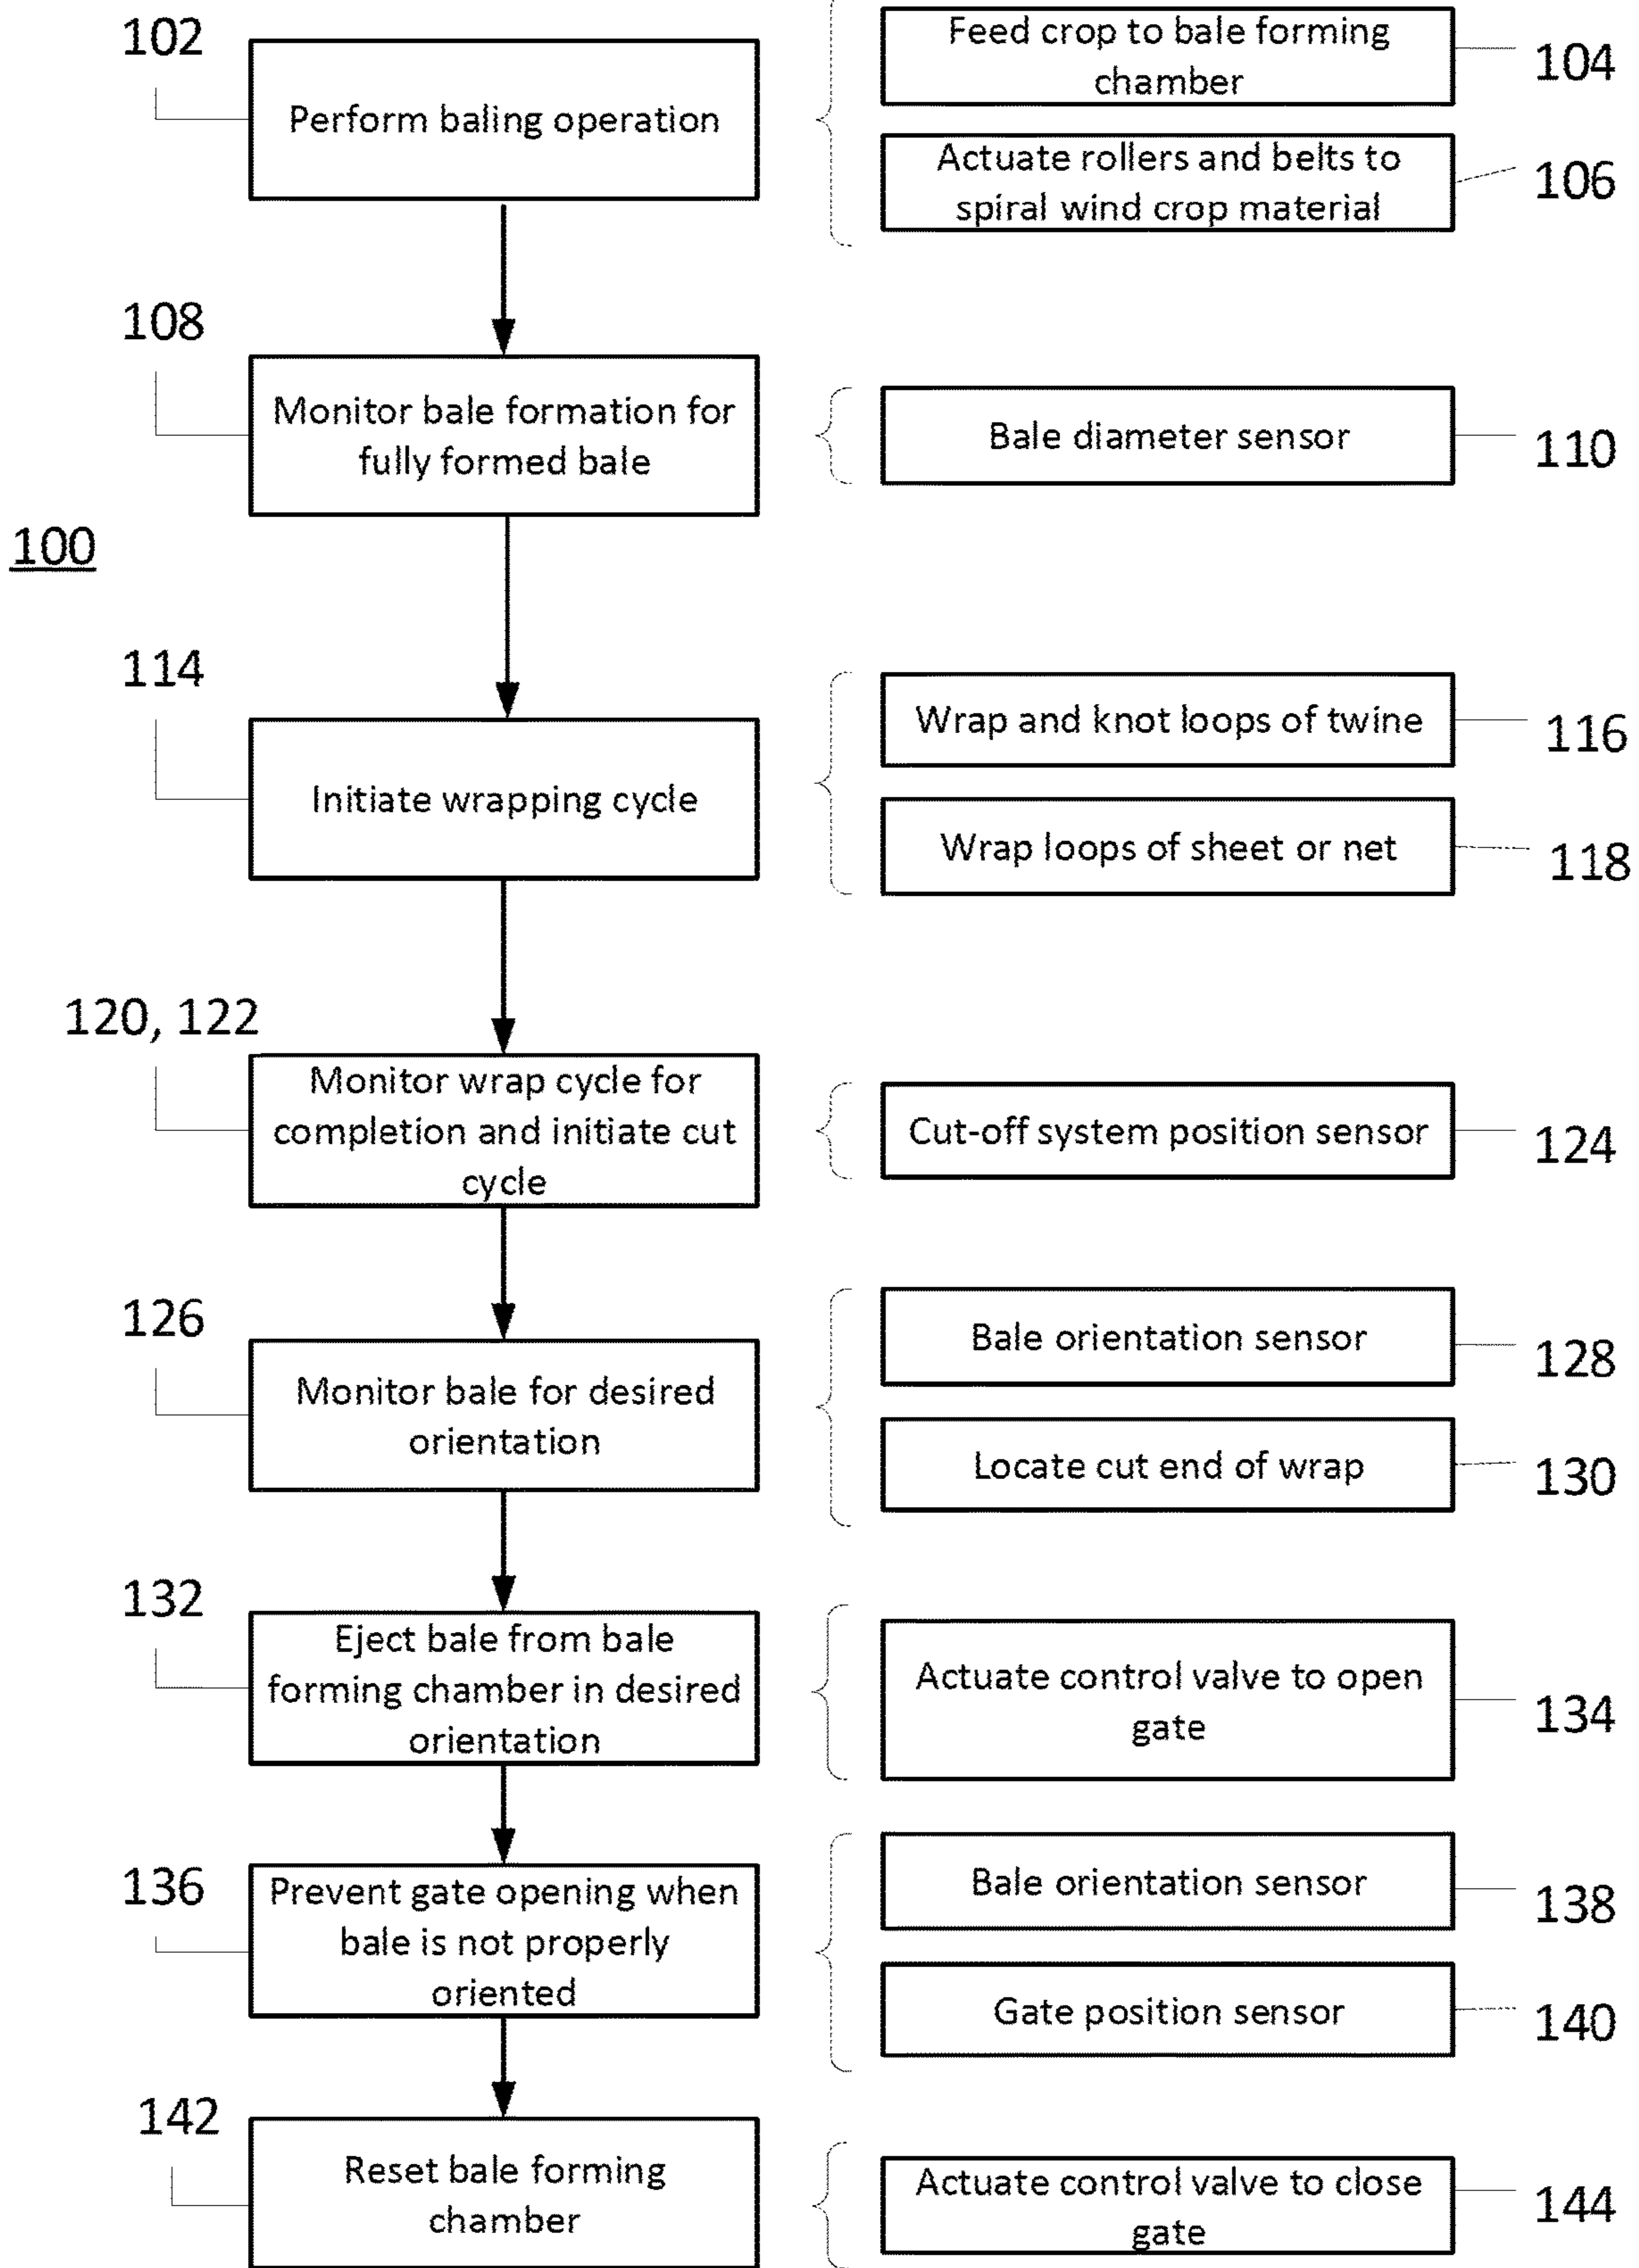 102
Perform baling operation
Feed crop to bale forming
chamber
104
Actuate rollers and belts to
spiral wind crop material
106
108
Monitor bale formation for
fully formed bale
Bale diameter sensor
110
100
114
Initiate wrapping cycle
Wrap and knot loops of twine
116
Wrap loops of sheet or net
118
120, 122
Monitor wrap cycle for
completion and initiate cut
cycle
Cut-off system position sensor
124
126
Monitor bale for desired
orientation
Bale orientation sensor
128
Locate cut end of wrap
130
132
Eject bale from bale
forming chamber in desired
orientation
Actuate control valve to open
gate
134
136
Prevent gate opening when
bale is not properly
oriented
Bale orientation sensor
138
Gate position sensor
140
142
Reset bale forming
chamber
Actuate control valve to close
gate
144